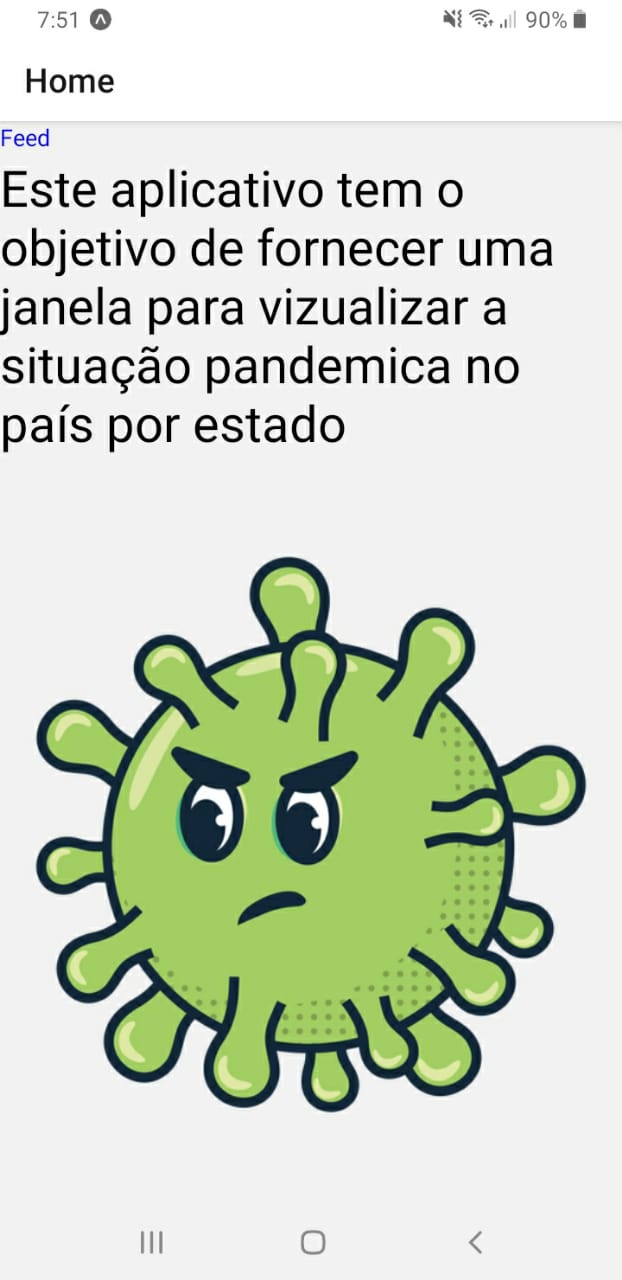 7:51 90%
Home
Feed
Este aplicativo tem o
objetivo de fornecer uma
janela para vizualizar a
situação pandemica no
país por estado